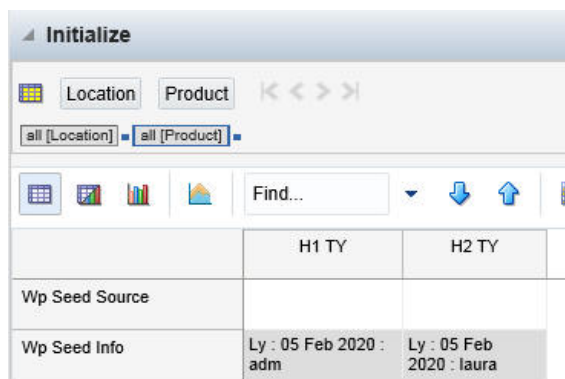 Initialize
Location Product
all [Location] all [Product]
Find...
H1 TY H2 TY
Wp Seed Source
Wp Seed Info Ly : 05 Feb 2020 : Ly : 05 Feb
adm 2020 : laura